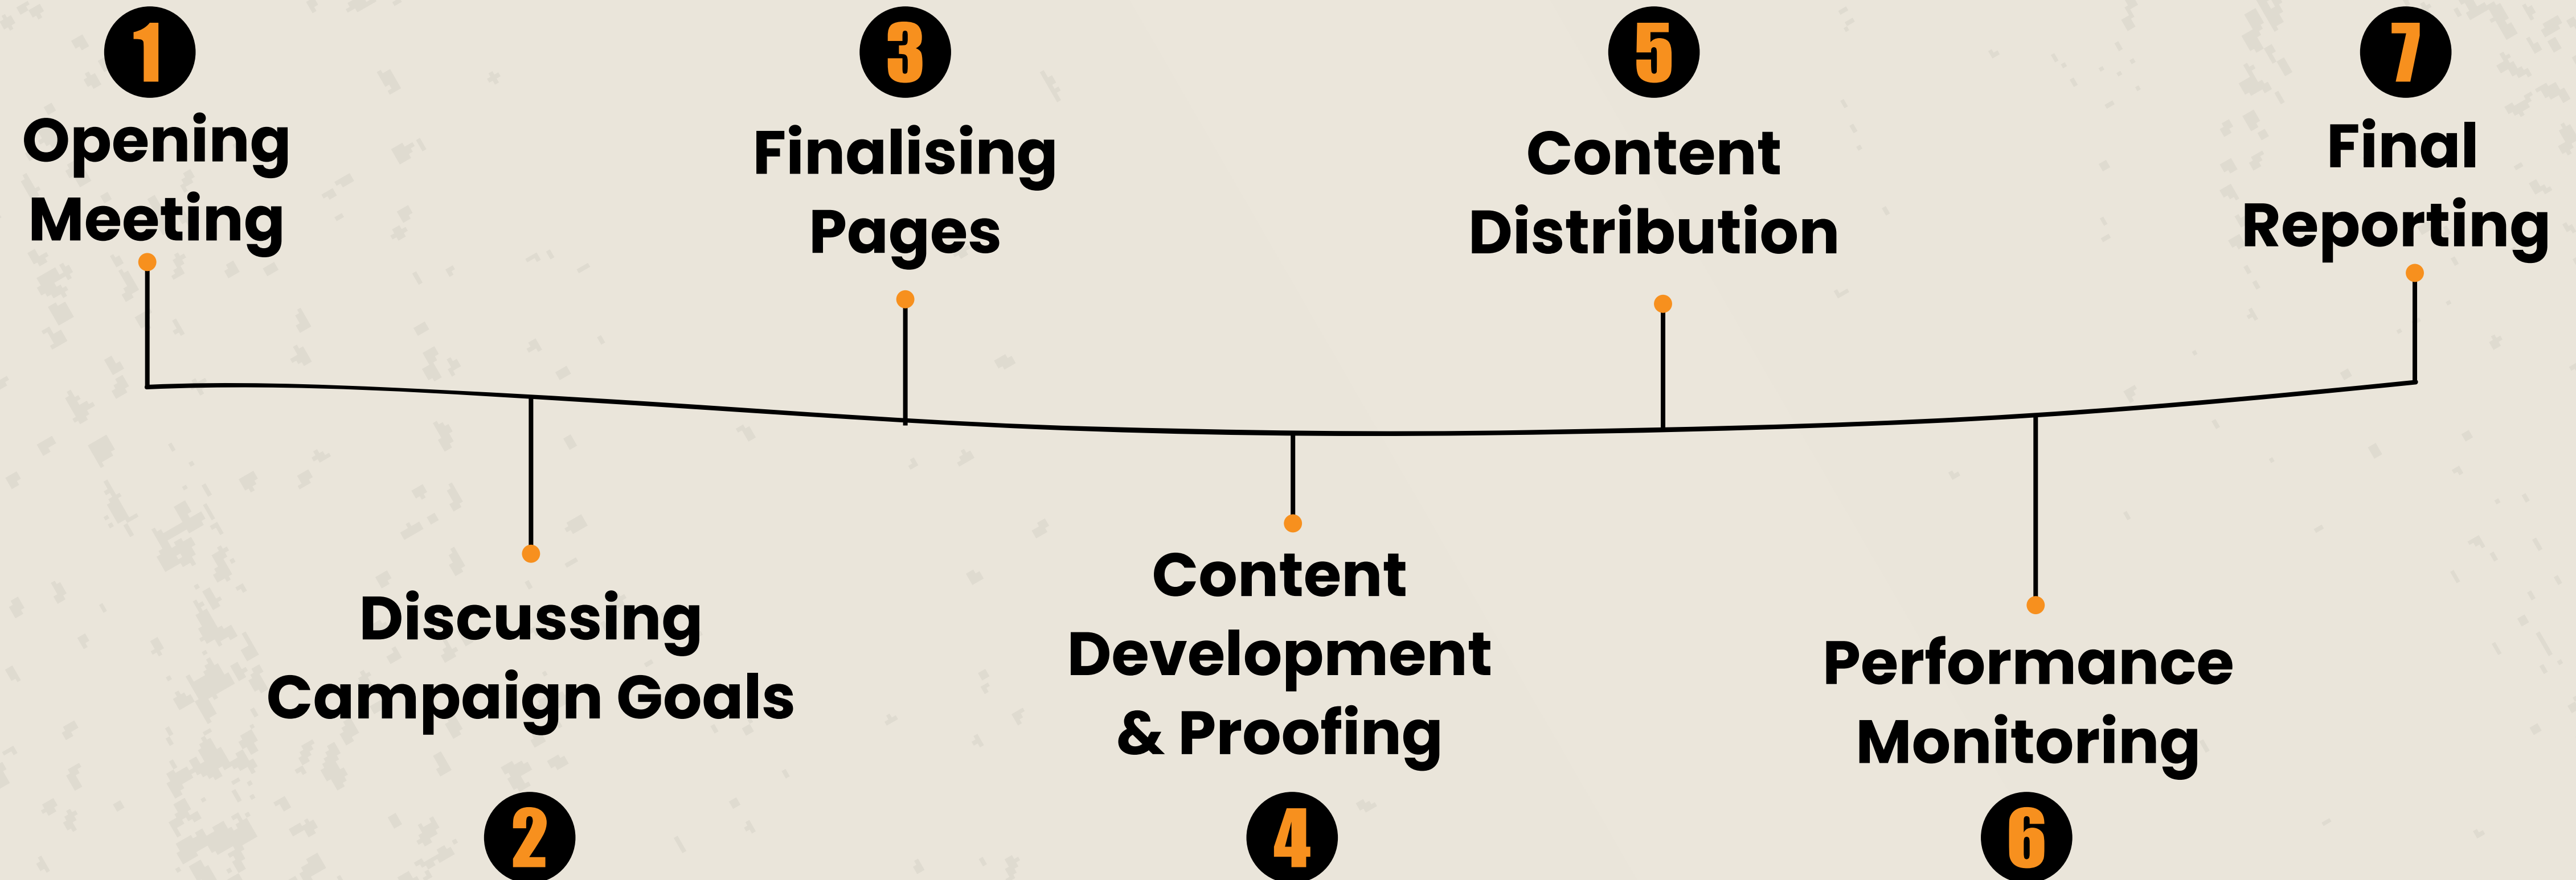 1
Opening
Meeting
2
Discussing
Campaign Goals
3
Finalising
Pages
4
Content
Development
& Proofing
5
Content
Distribution
6
Performance
Monitoring
7
Final
Reporting